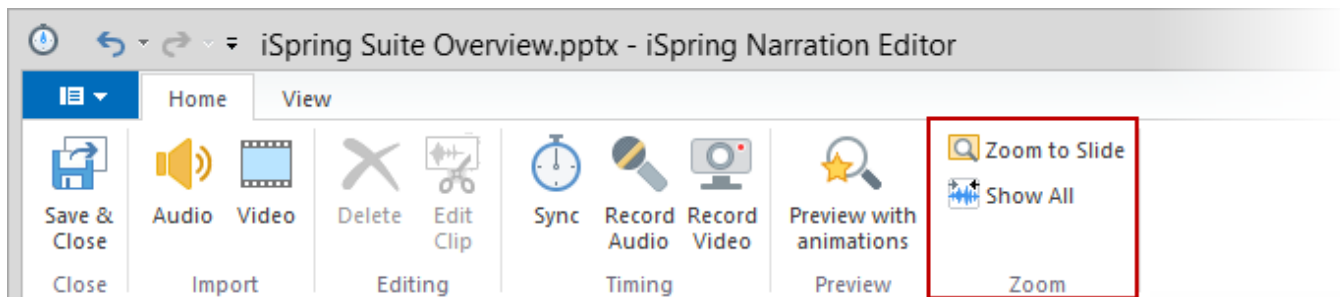 iSpring Suite Overview.pptx - iSpring Narration Editor
Home View
Zoom to Slide
Show All
Save & Audio Video Delete Edit Sync Record Record Preview with
Close Clip Audio Video animations
Close Import Editing Timing Preview Zoom